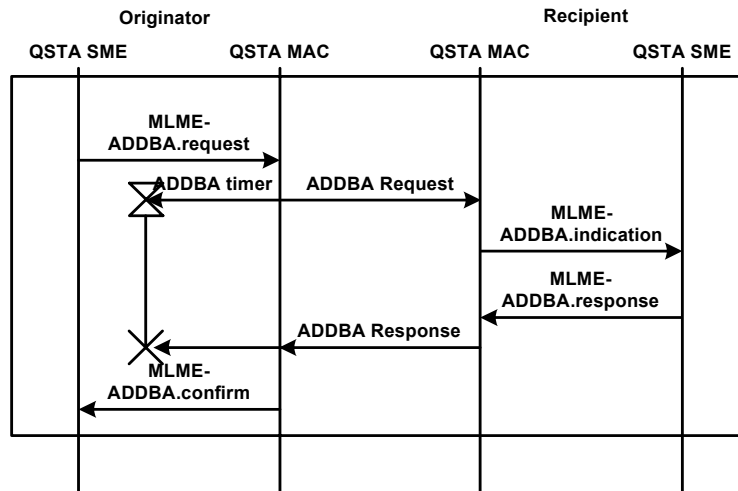 Originator
Recipient
QSTA SME
QSTA MAC
QSTA MAC
QSTA SME
MLME-
ADDBA.request
ADDBA timer
ADDBA Request
MLME-
ADDBA.indication
MLME-
ADDBA.response
ADDBA Response
MLME-
ADDBA.confirm